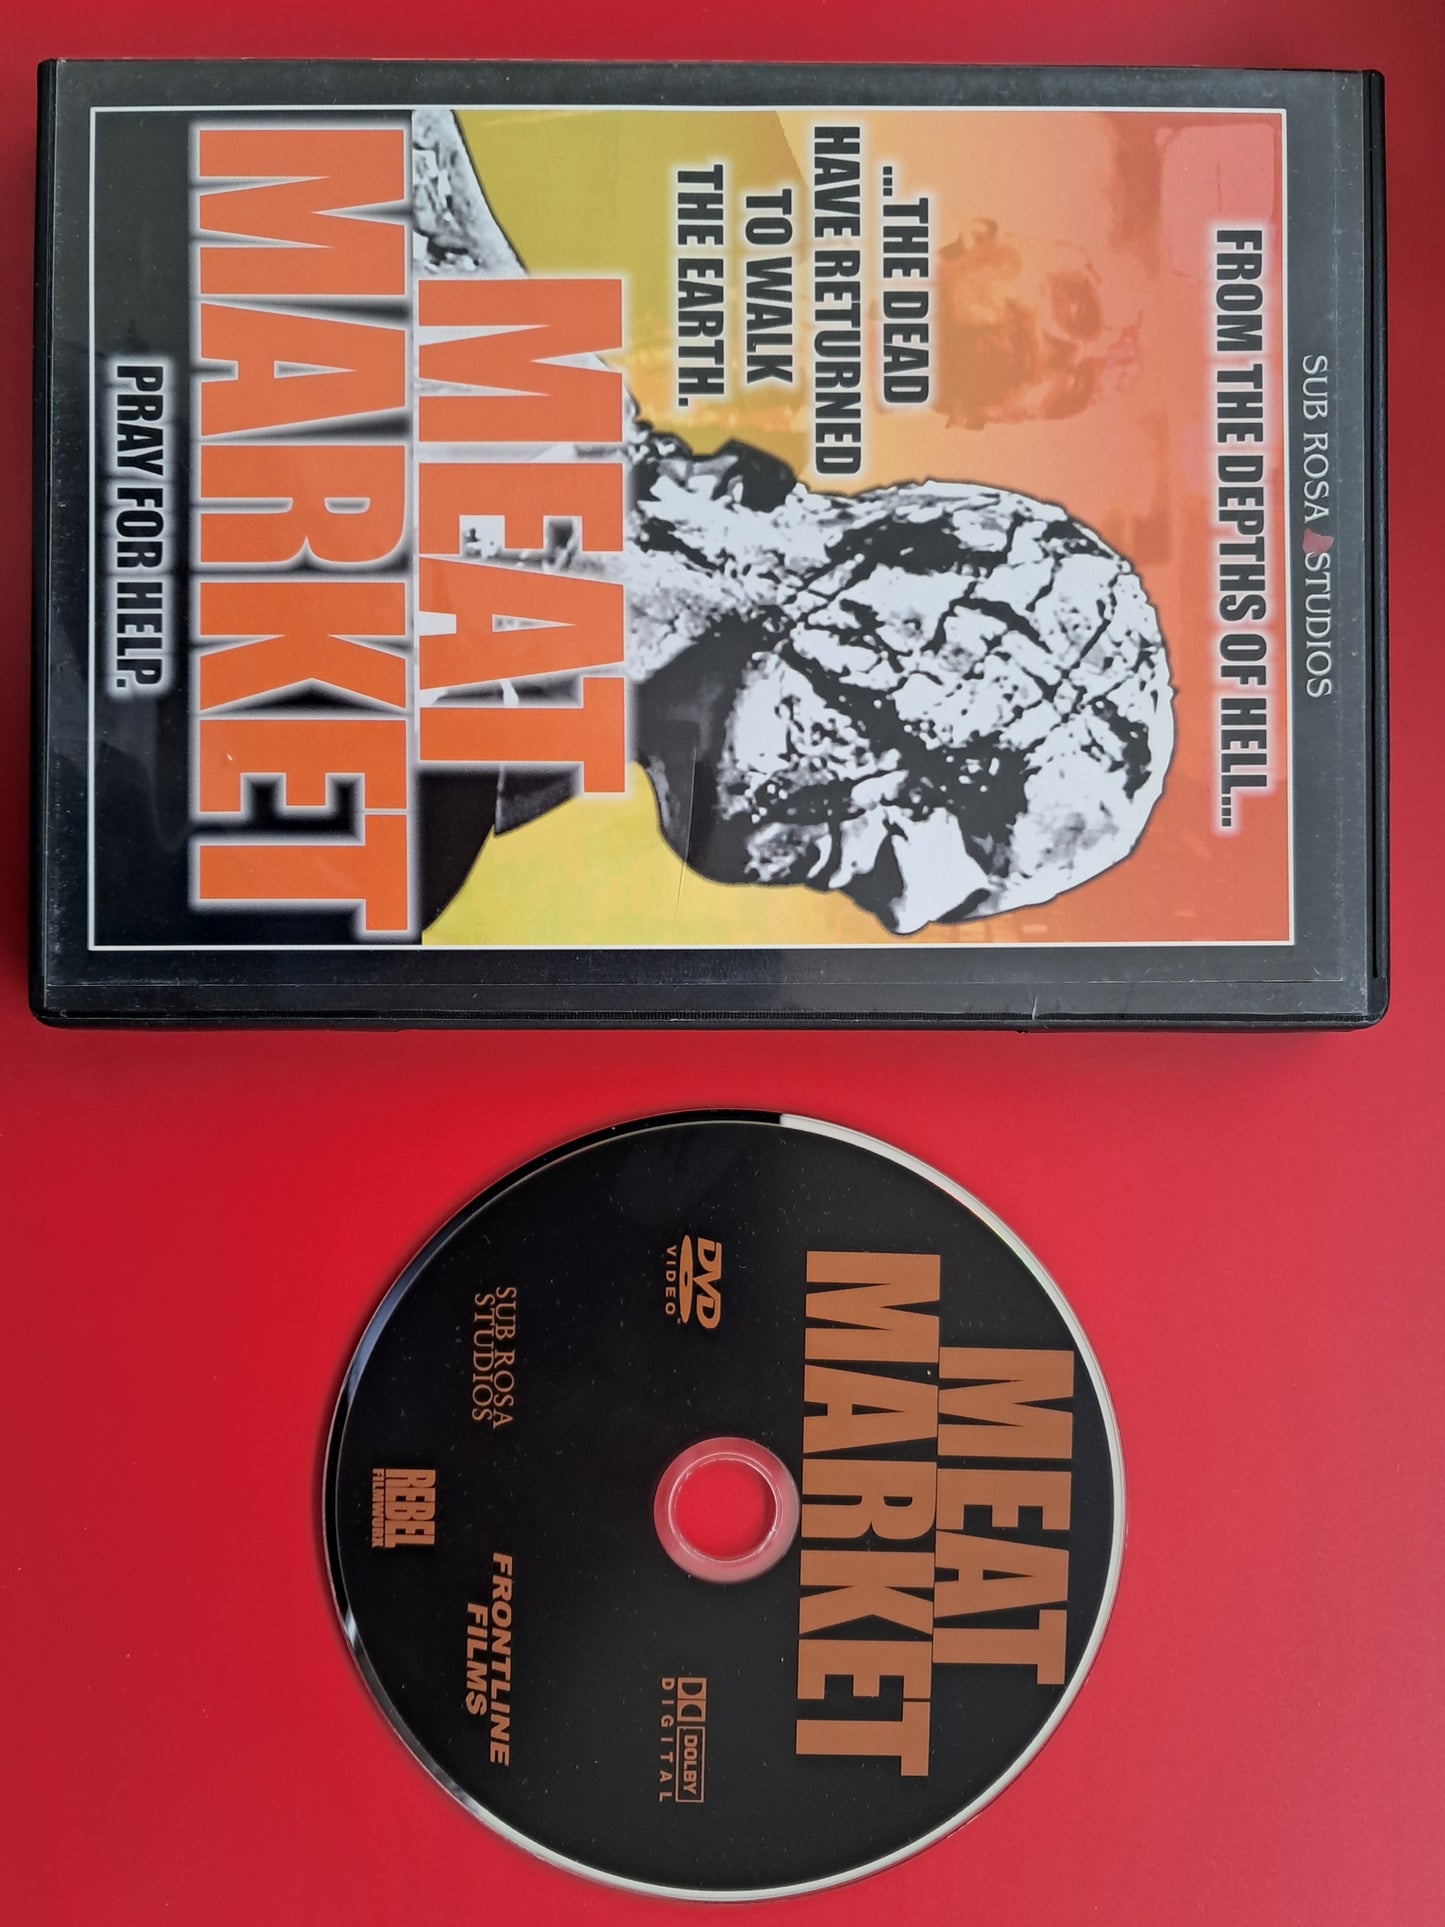 SUB ROSA STUDIOS
FROM THE DEPTHS OF HELL...
...THE DEAD
HAVE RETURNED
TO WALK
THE EARTH.
MEAT
MARKET
PRAY FOR HELP.
MEAT
MARKET
DVD
VIDEO
DOLBY
DIGITAL
SUB ROSA
STUDIOS
FRONTLINE
FILMS
REBEL
FILMWORX